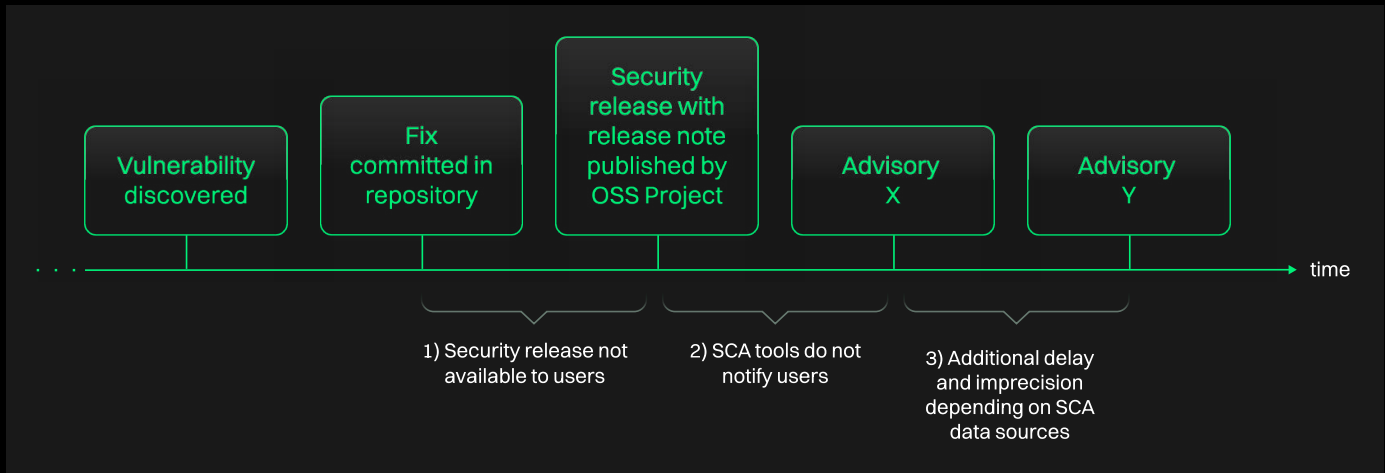 Vulnerability
discovered
Fix
committed in
repository
Security
release with
release note
published by
OSS Project
Advisory
X
Advisory
Y
time
1) Security release not
available to users
2) SCA tools do not
notify users
3) Additional delay
and imprecision
depending on SCA
data sources